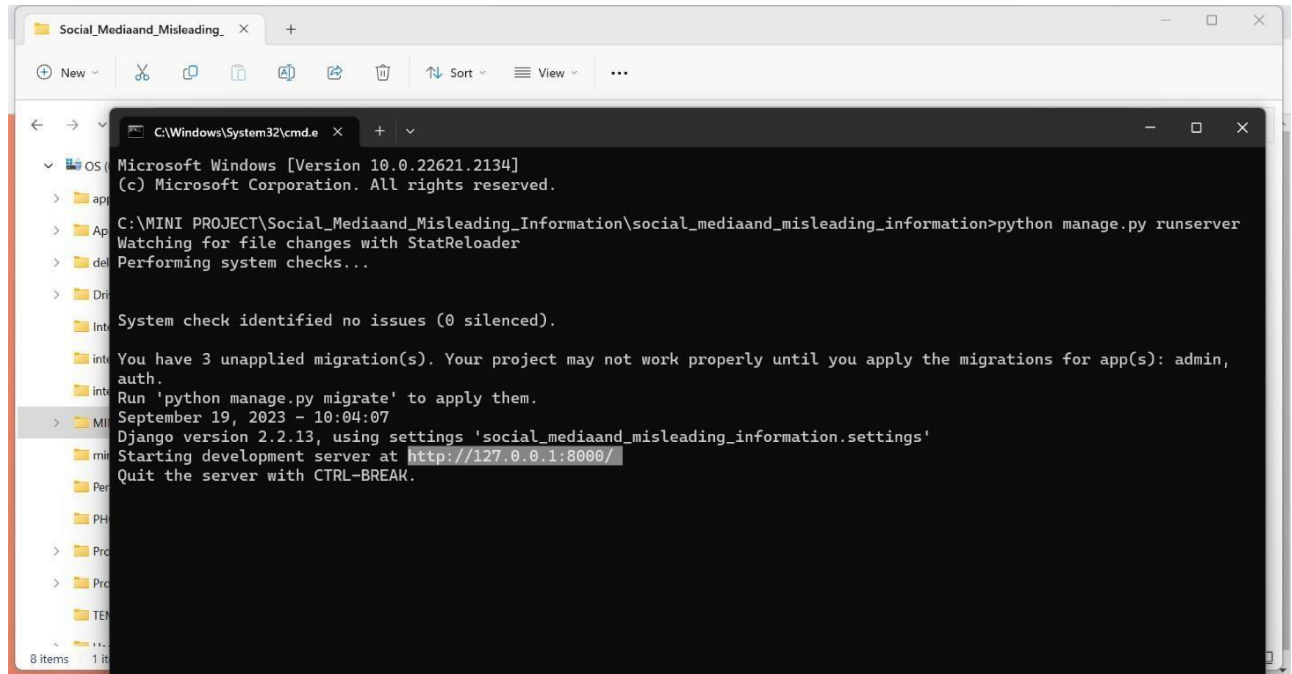 Social_Mediaand_Misleading_
New
Sort
View
C:\Windows\System32\cmd.e
OS
Microsoft Windows [Version 10.0.22621.2134]
(c) Microsoft Corporation. All rights reserved.
C:\MINI PROJECT\Social_Mediaand_Misleading_Information\social_mediaand_misleading_information>python manage.py runserver
Watching for file changes with StatReloader
Performing system checks...
System check identified no issues (0 silenced).
You have 3 unapplied migration(s). Your project may not work properly until you apply the migrations for app(s): admin,
auth.
Run 'python manage.py migrate' to apply them.
September 19, 2023 - 10:04:07
Django version 2.2.13, using settings 'social_mediaand_misleading_information.settings'
Starting development server at http://127.0.0.1:8000/
Quit the server with CTRL-BREAK.
8 items 1 it